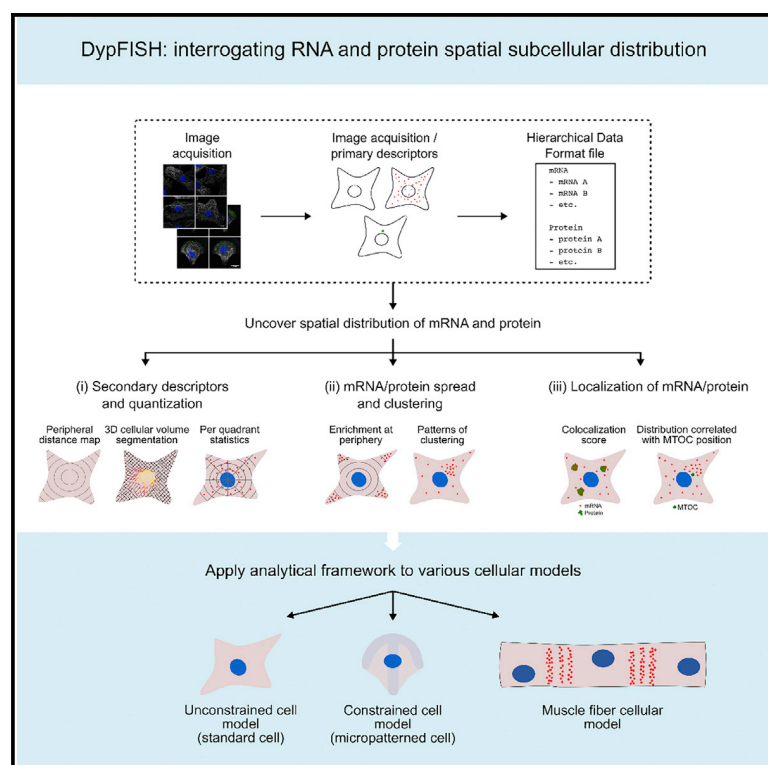 DypFISH: interrogating RNA and protein spatial subcellular distribution
Image
acquisition
Image acquisition /
primary descriptors
Hierarchical Data
Format file
mRNA
- mRNA A
- mRNA B
- etc.
Protein
- protein A
- protein B
- etc.
Uncover spatial distribution of mRNA and protein
(i) Secondary descriptors
and quantization
Peripheral
distance map
3D cellular volume
segmentation
Per quadrant
statistics
(ii) mRNA/protein spread
and clustering
Enrichment at
periphery
Patterns of
clustering
(iii) Localization of mRNA/protein
Colocalization
score
mRNA
Protein
Distribution correlated
with MTOC position
MTOC
Apply analytical framework to various cellular models
Unconstrained cell
model
(standard cell)
Constrained cell
model
(micropatterned cell)
Muscle fiber cellular
model